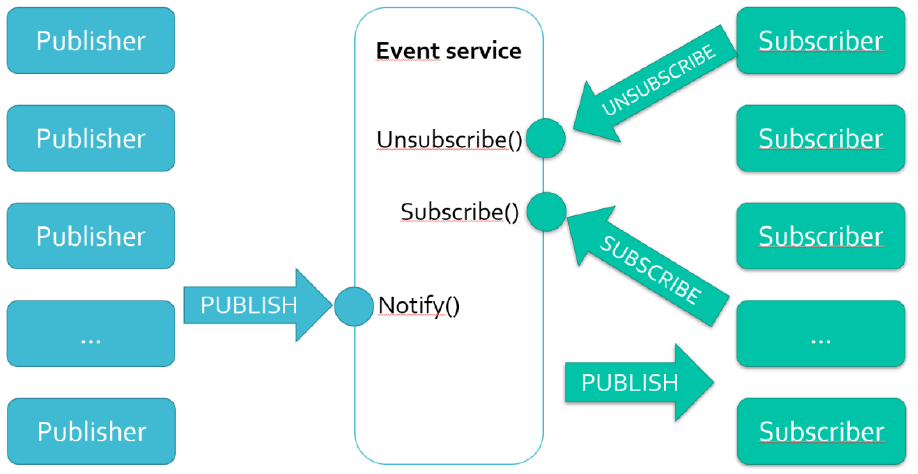 Publisher
Publisher
Publisher
...
Publisher
Event service
Unsubscribe()
Subscribe()
Notify()
PUBLISH
UNSUBSCRIBE
SUBSCRIBE
PUBLISH
Subscriber
Subscriber
Subscriber
...
Subscriber